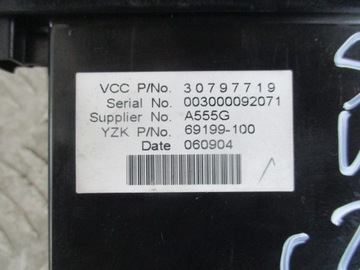 VCC P/No. 30797719
Serial No. 003000092071
Supplier No. A555G
YZK P/No. 69199-100
Date 060904